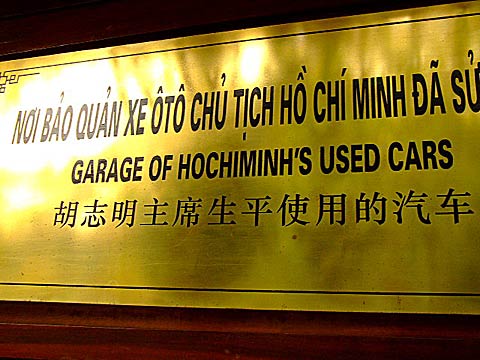 NƠI BẢO QUẢN XE ÔTÔ CHỦ TỊCH HỒ CHÍ MINH ĐÃ SỬ
GARAGE OF HOCHIMINH'S USED CARS
胡志明主席生平使用的汽车